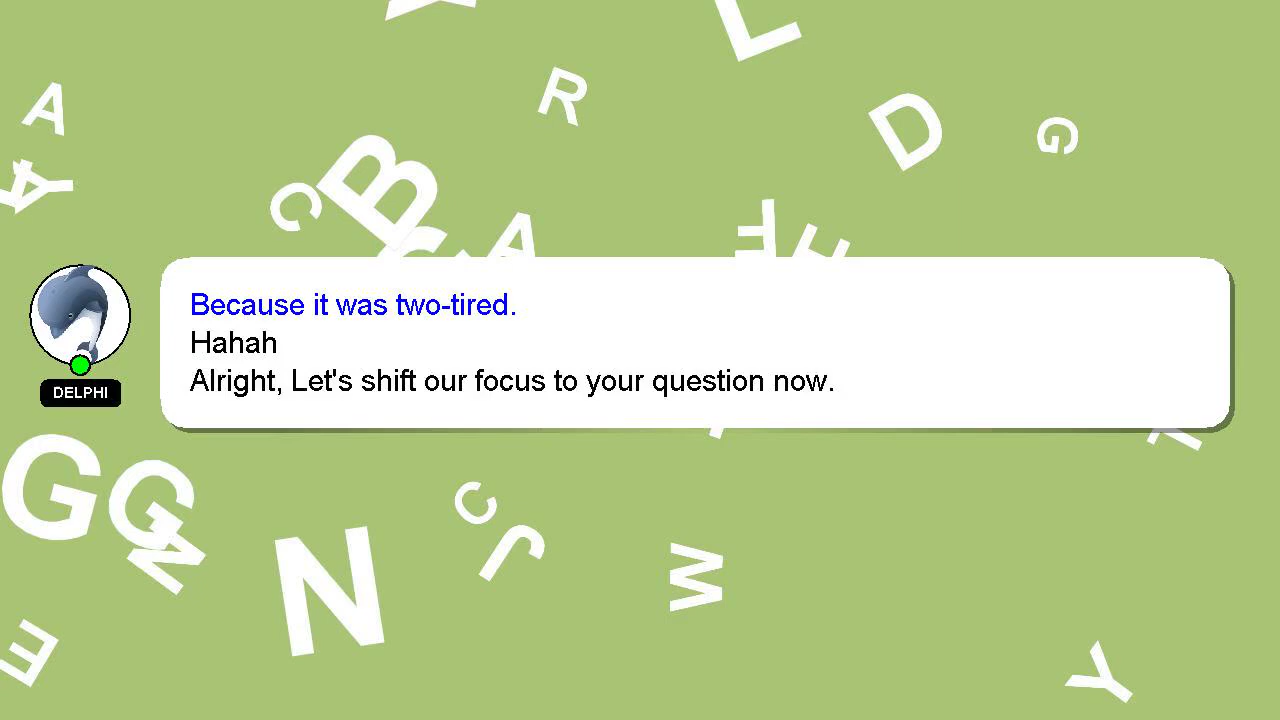 A
R
L
D
G
A
Y
C
B
A
Because it was two-tired.
Hahah
Alright, Let's shift our focus to your question now.
DELPHI
G
G
N
N
C
J
W
E
Y